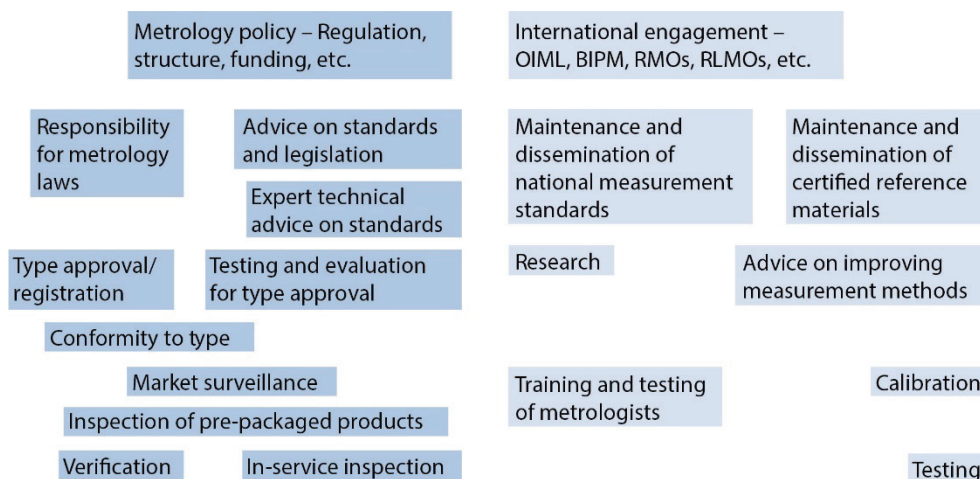 Metrology policy – Regulation,
structure, funding, etc.
International engagement –
OIML, BIPM, RMOs, RLMOs, etc.
Responsibility
for metrology
laws
Advice on standards
and legislation
Expert technical
advice on standards
Maintenance and
dissemination of
national measurement
standards
Maintenance and
dissemination of
certified reference
materials
Type approval/
registration
Testing and evaluation
for type approval
Research
Advice on improving
measurement methods
Conformity to type
Market surveillance
Inspection of pre-packaged products
Training and testing
of metrologists
Calibration
Verification
In-service inspection
Testing